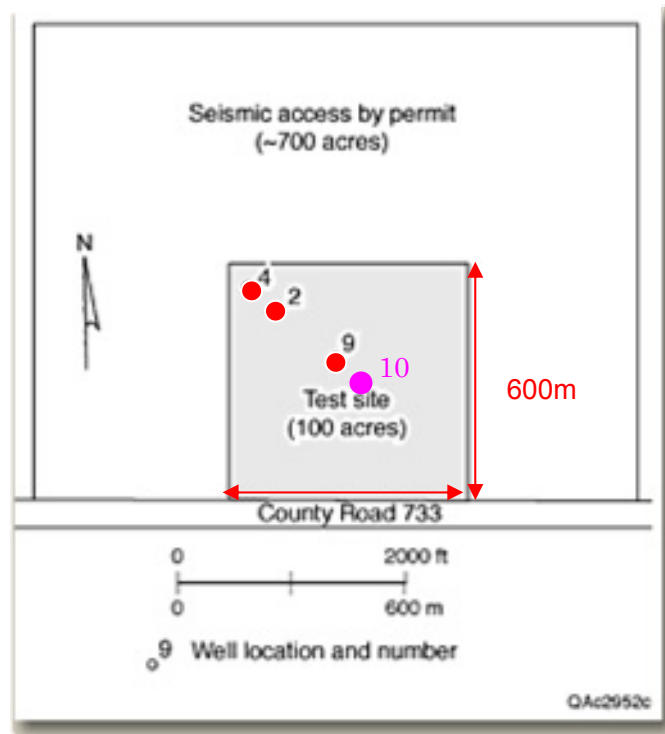 Seismic access by permit
(~700 acres)
N
4
2
9
10
Test site
(100 acres)
600m
County Road 733
0 2000 ft
0 600 m
9 Well location and number
QAc2952c